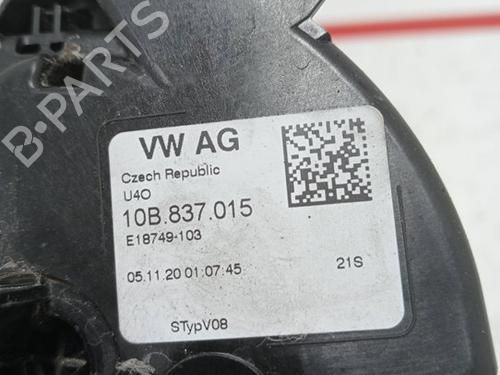 B-PARTS
VW AG
Czech Republic
U4O
10B.837.015
E18749-103
05.11.20 01:07:45
21S
STypV08